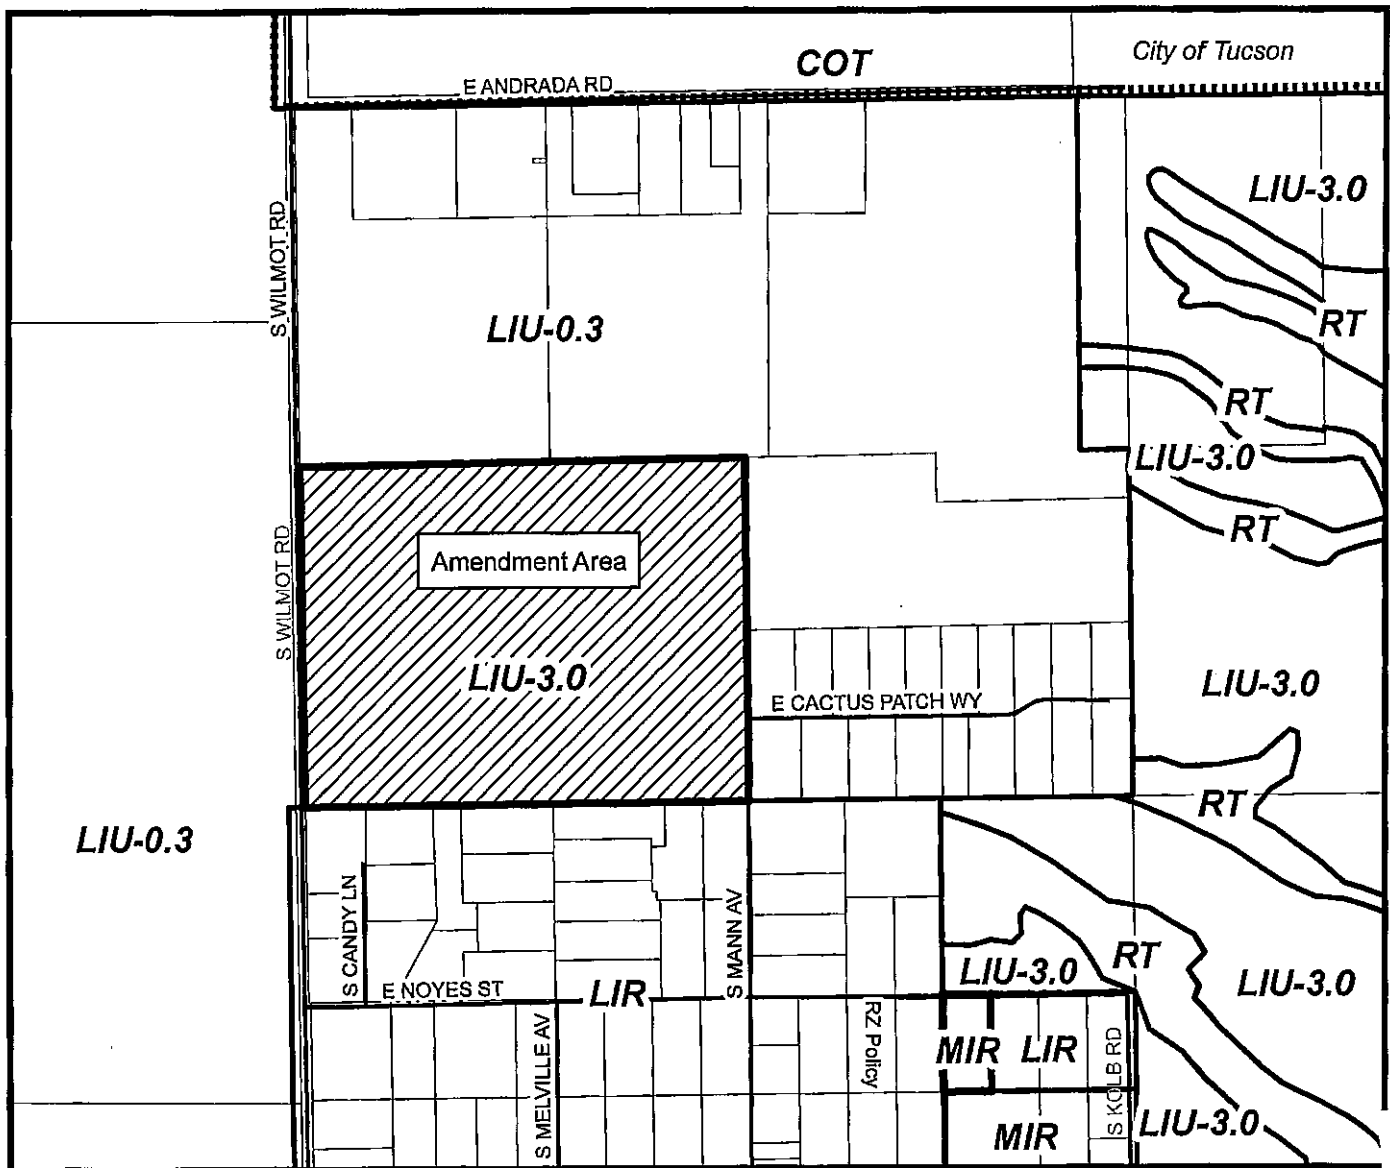 COT
City of Tucson
E ANDRADA RD
LIU-3.0
S WILMOT RD
LIU-0.3
RT
RT
LIU-3.0
RT
S WILMOT RD
Amendment Area
LIU-3.0
LIU-3.0
E CACTUS PATCH WY
RT
LIU-0.3
S CANDY LN
E NOYES ST
LIR
S MANN AV
LIU-3.0
RT
LIU-3.0
S MELVILLE AV
RZ Policy
MIR
LIR
S KOLB RD
MIR
LIU-3.0